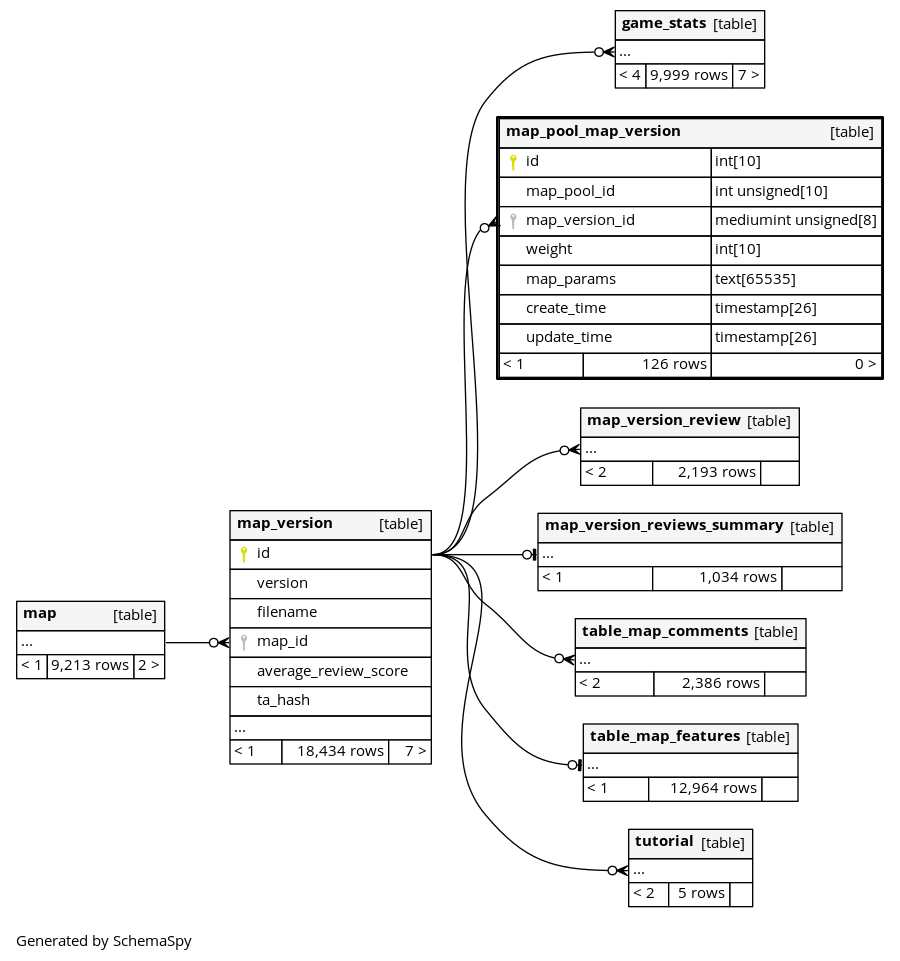 game_stats [table]
...
< 4 9,999 rows 7 >
map_pool_map_version [table]
id int[10]
map_pool_id int unsigned[10]
map_version_id mediumint unsigned[8]
weight int[10]
map_params text[65535]
create_time timestamp[26]
update_time timestamp[26]
< 1 126 rows 0 >
map_version_review [table]
...
< 2 2,193 rows
map_version [table]
id
version
filename
map_id
average_review_score
ta_hash
...
< 1 18,434 rows 7 >
map_version_reviews_summary [table]
...
< 1 1,034 rows
map [table]
...
< 1 9,213 rows 2 >
table_map_comments [table]
...
< 2 2,386 rows
table_map_features [table]
...
< 1 12,964 rows
tutorial [table]
...
< 2 5 rows
Generated by SchemaSpy